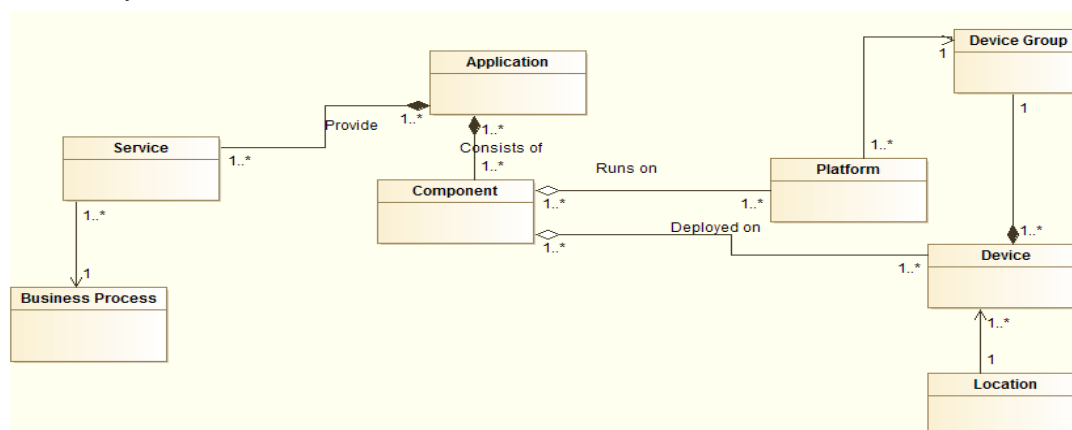 Device Group
1
Application
1..*
Provide
1..*
Consists of
1..*
Service
1..*
Component
Runs on
1..*
1..*
1..*
Platform
1
1..*
Deployed on
1..*
1..*
1..*
Device
1
Business Process
1..*
1
Location